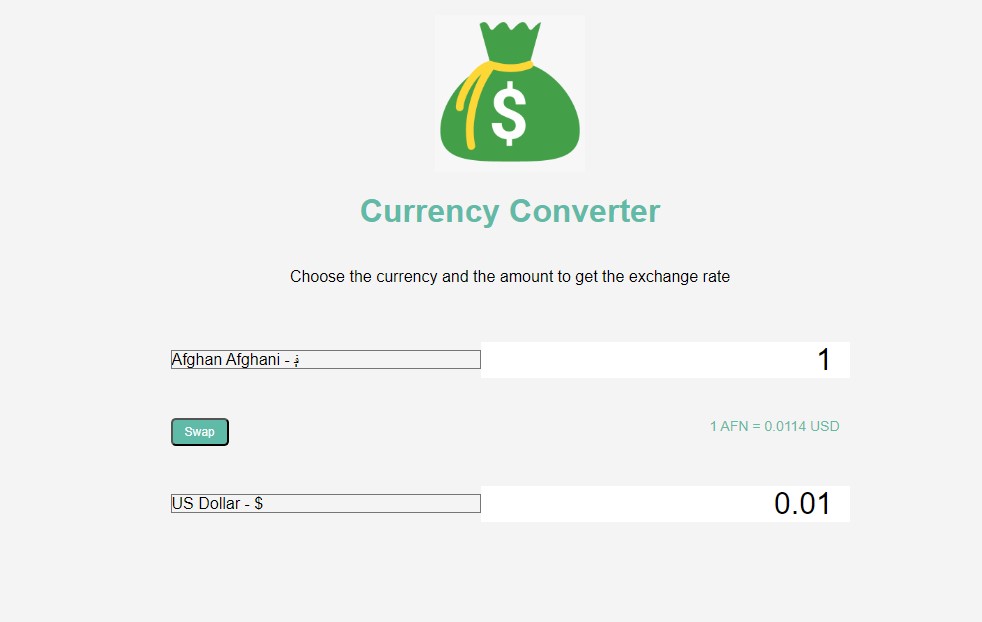 $
Currency Converter
Choose the currency and the amount to get the exchange rate
Afghan Afghani - ؋
1
Swap
1 AFN = 0.0114 USD
US Dollar - $
0.01